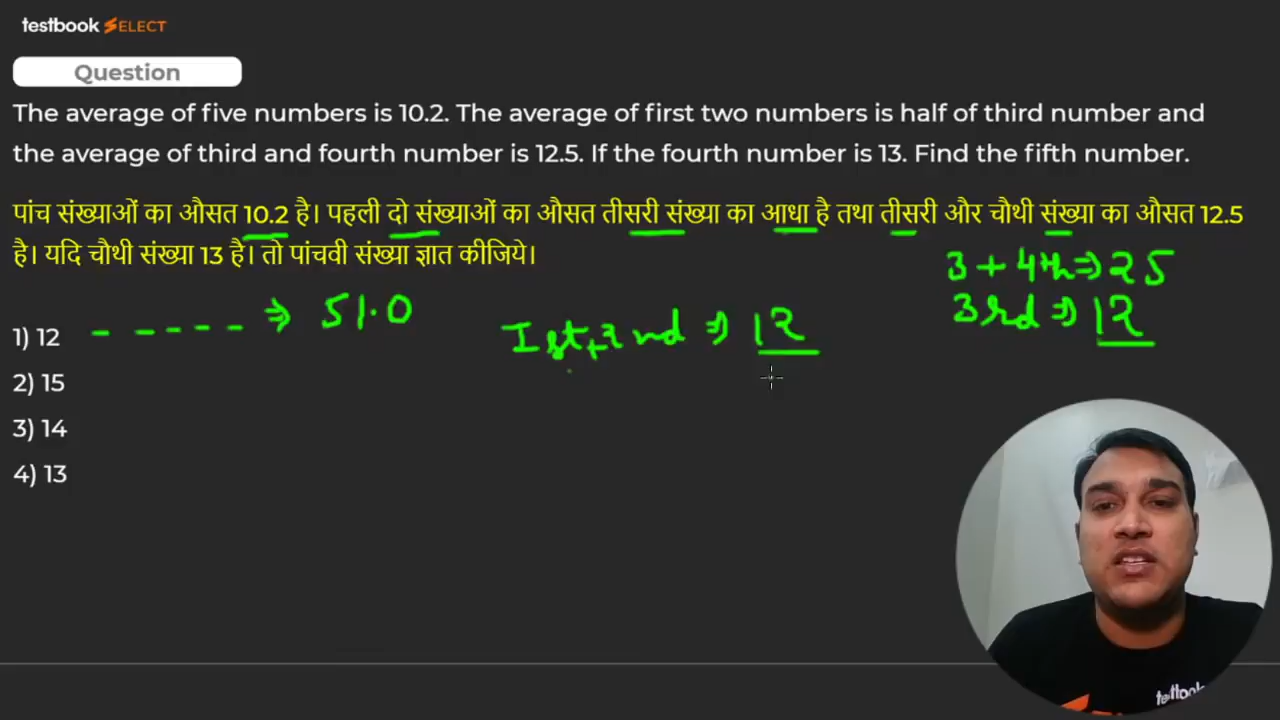 testbook SELECT
Question
The average of five numbers is 10.2. The average of first two numbers is half of third number and
the average of third and fourth number is 12.5. If the fourth number is 13. Find the fifth number.
पांच संख्याओं का औसत 10.2 है। पहली दो संख्याओं का औसत तीसरी संख्या का आधा है तथा तीसरी और चौथी संख्या का औसत 12.5
है। यदि चौथी संख्या 13 है। तो पांचवी संख्या ज्ञात कीजिये।
3 + 4th ⇒ 25
3rd ⇒ 12
- - - - - ⇒ 51.0
Ist+2nd ⇒ 12
1) 12
2) 15
3) 14
4) 13